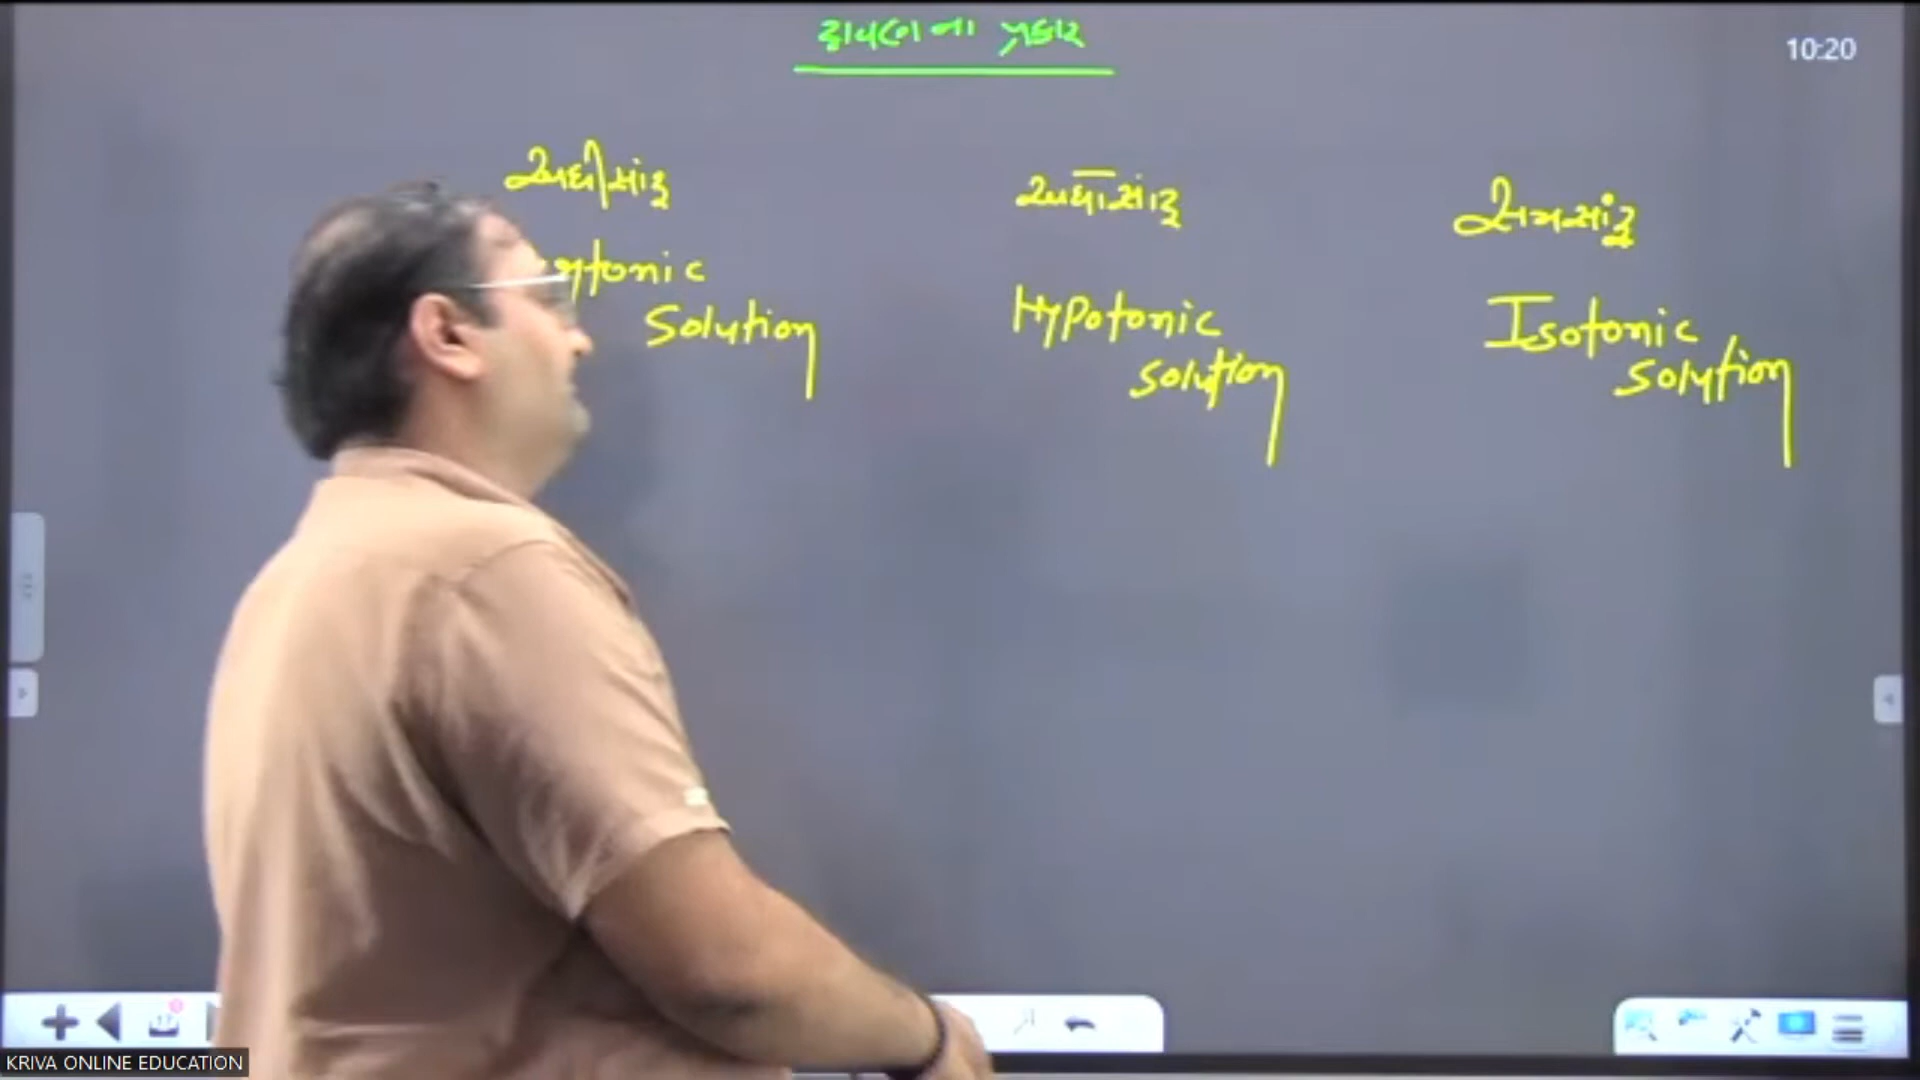 દ્રાવણના પ્રકાર
10:20
અધીસાંદ્ર
અધોસાંદ્ર
સમસાંદ્ર
tonic
Solution
Hypotonic
solution
Isotonic
solution
KRIVA ONLINE EDUCATION